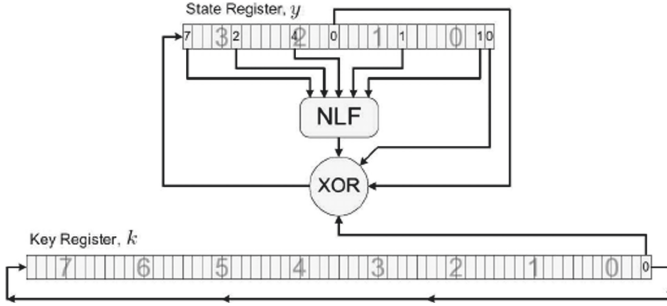 State Register, y
7 3 2 4 2 0 1 1 0 1 0
NLF
XOR
Key Register, k
7 6 5 4 3 2 1 0 0